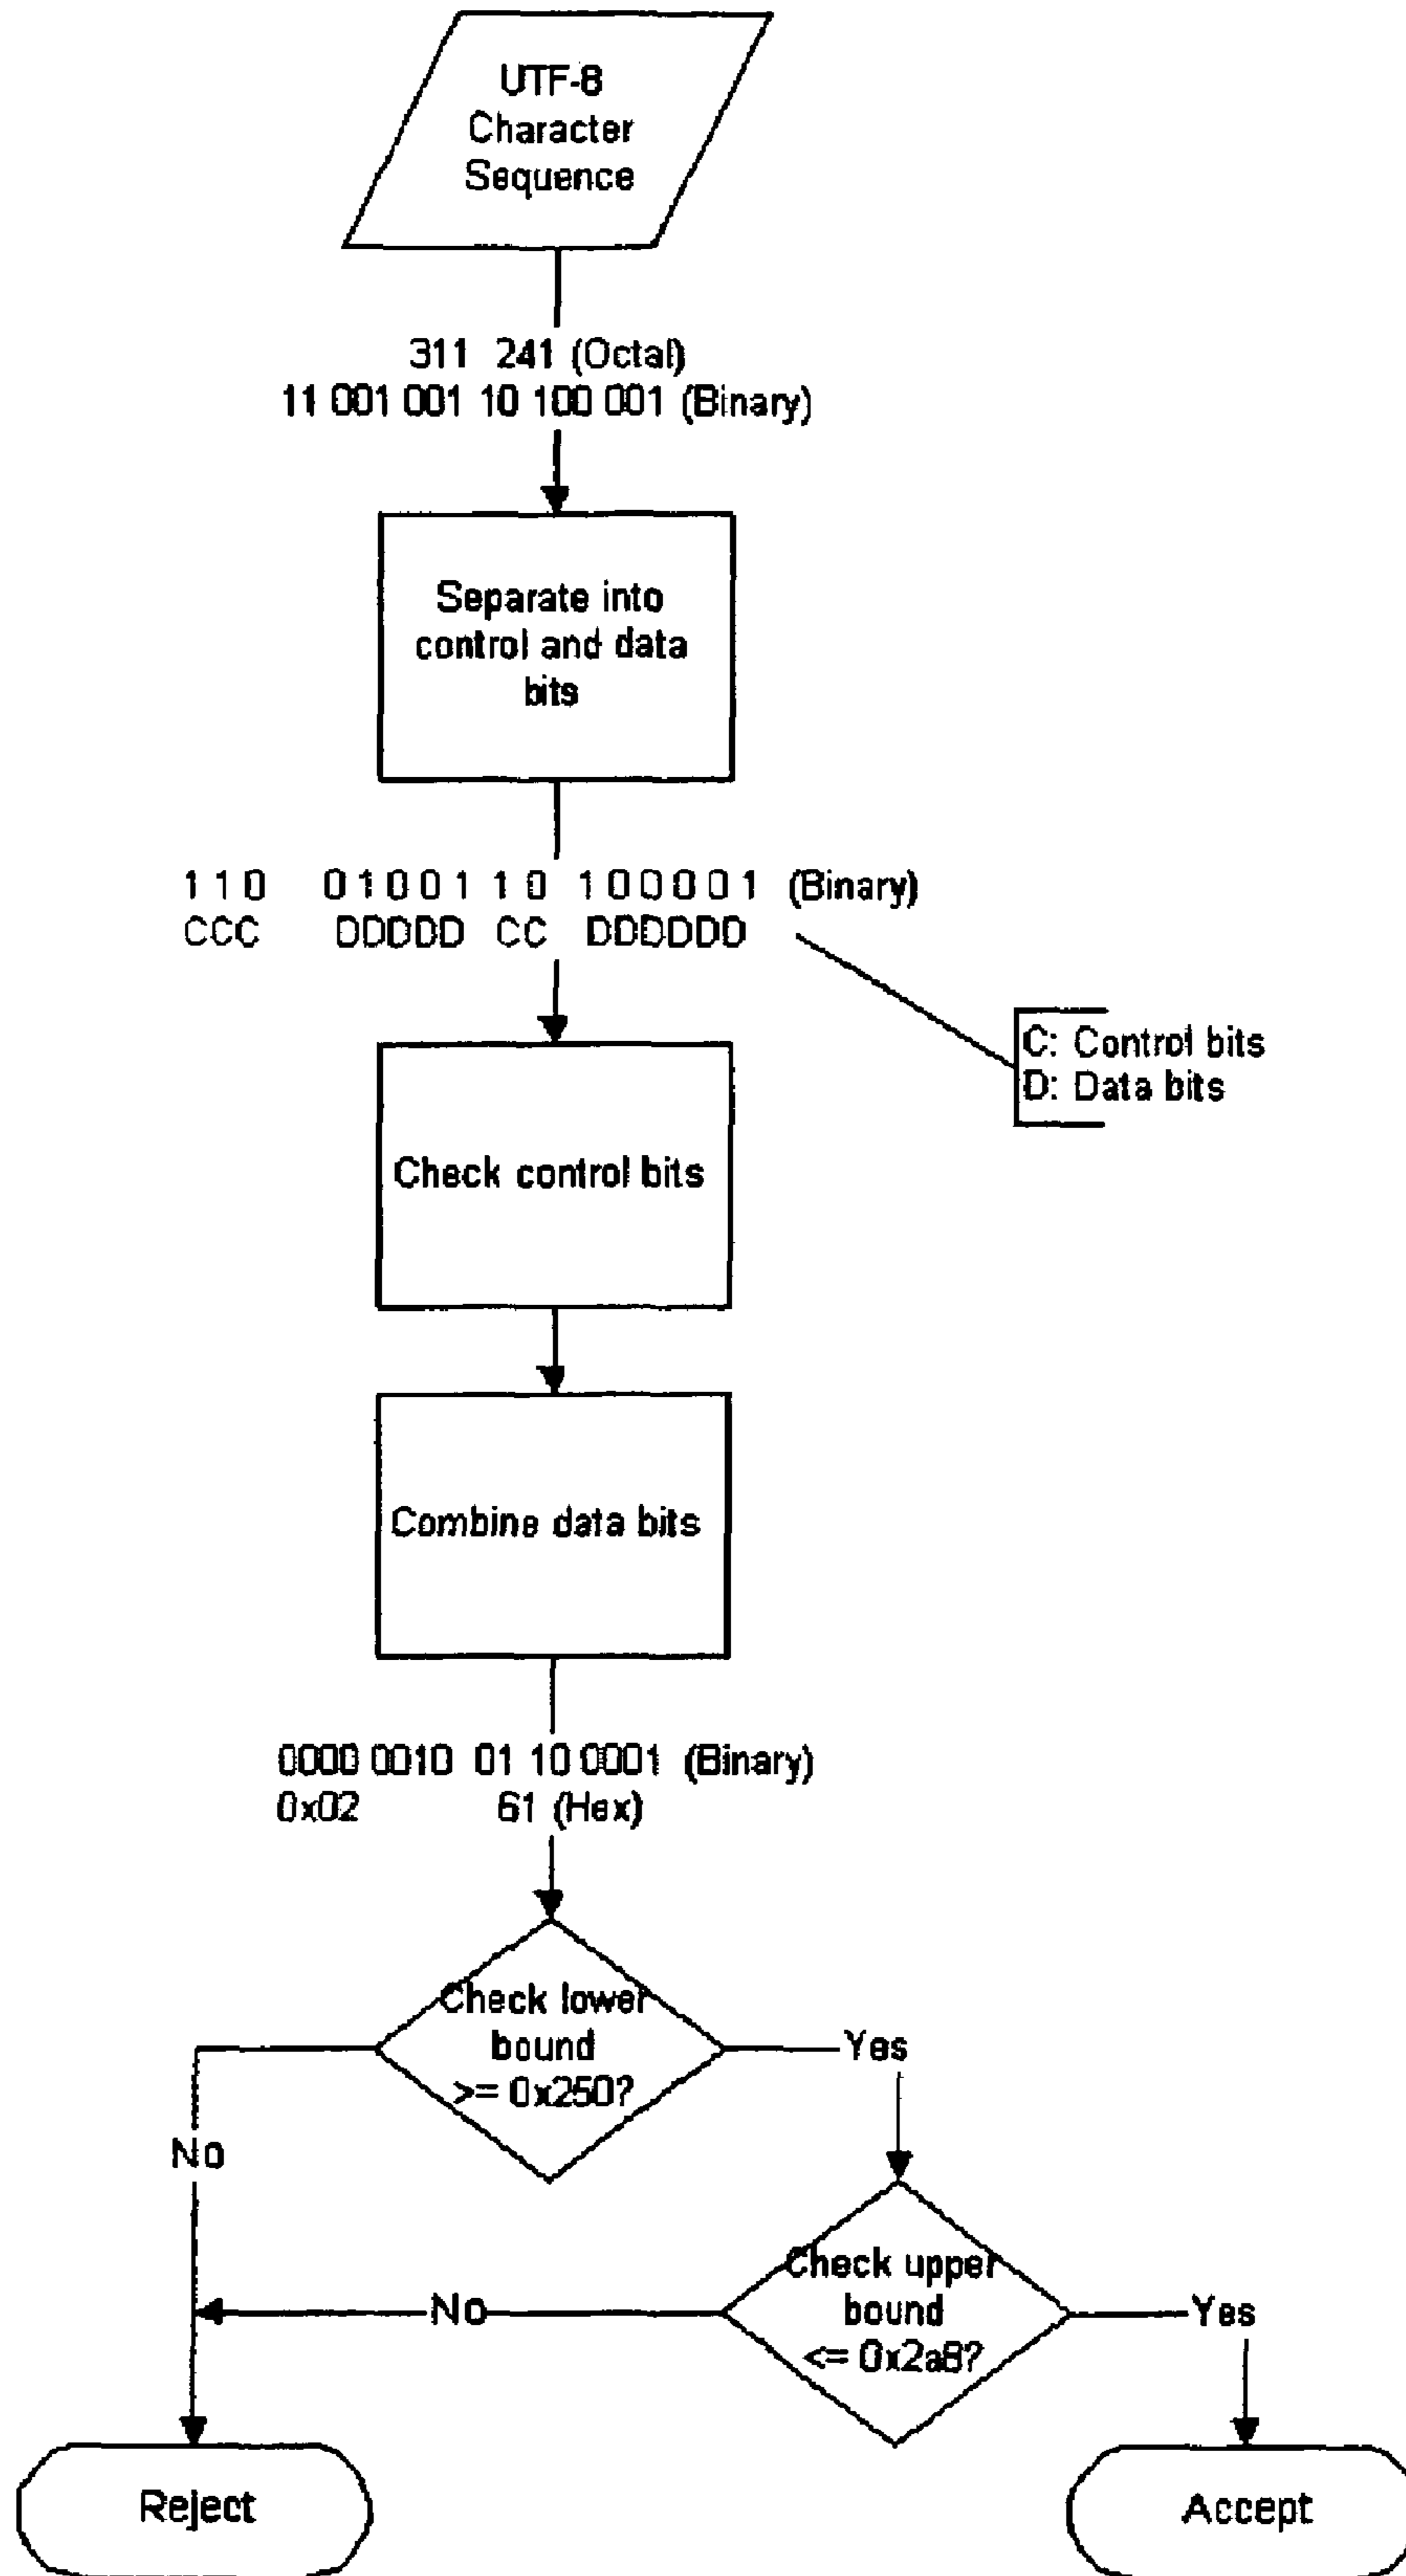 UTF-8
Character
Sequence
311 241 (Octal)
11 001 001 10 100 001 (Binary)
Separate into
control and data
bits
1 1 0 0 1 0 0 1 1 0 1 0 0 0 0 1 (Binary)
CCC DDDDD CC DDDDDD
C: Control bits
D: Data bits
Check control bits
Combine data bits
0000 0010 01 10 0001 (Binary)
0x02 61 (Hex)
Check lower
bound
>= 0x250?
Yes
No
Check upper
bound
<= 0x2a8?
No
Yes
Reject
Accept